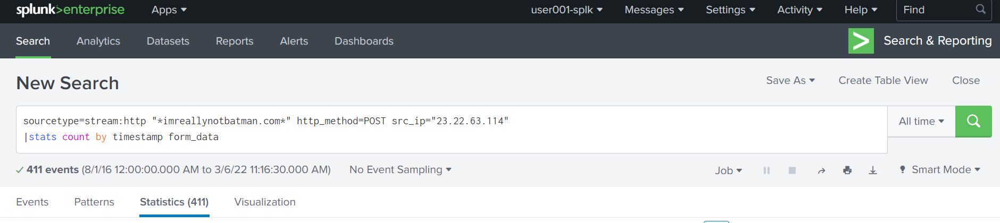 splunk>enterprise Apps user001-splk Messages Settings Activity Help Find
Search Analytics Datasets Reports Alerts Dashboards Search & Reporting
New Search Save As Create Table View Close
sourcetype=stream:http "*imreallynotbatman.com*" http_method=POST src_ip="23.22.63.114" All time
|stats count by timestamp form_data
411 events (8/1/16 12:00:00.000 AM to 3/6/22 11:16:30.000 AM) No Event Sampling Job Smart Mode
Events Patterns Statistics (411) Visualization